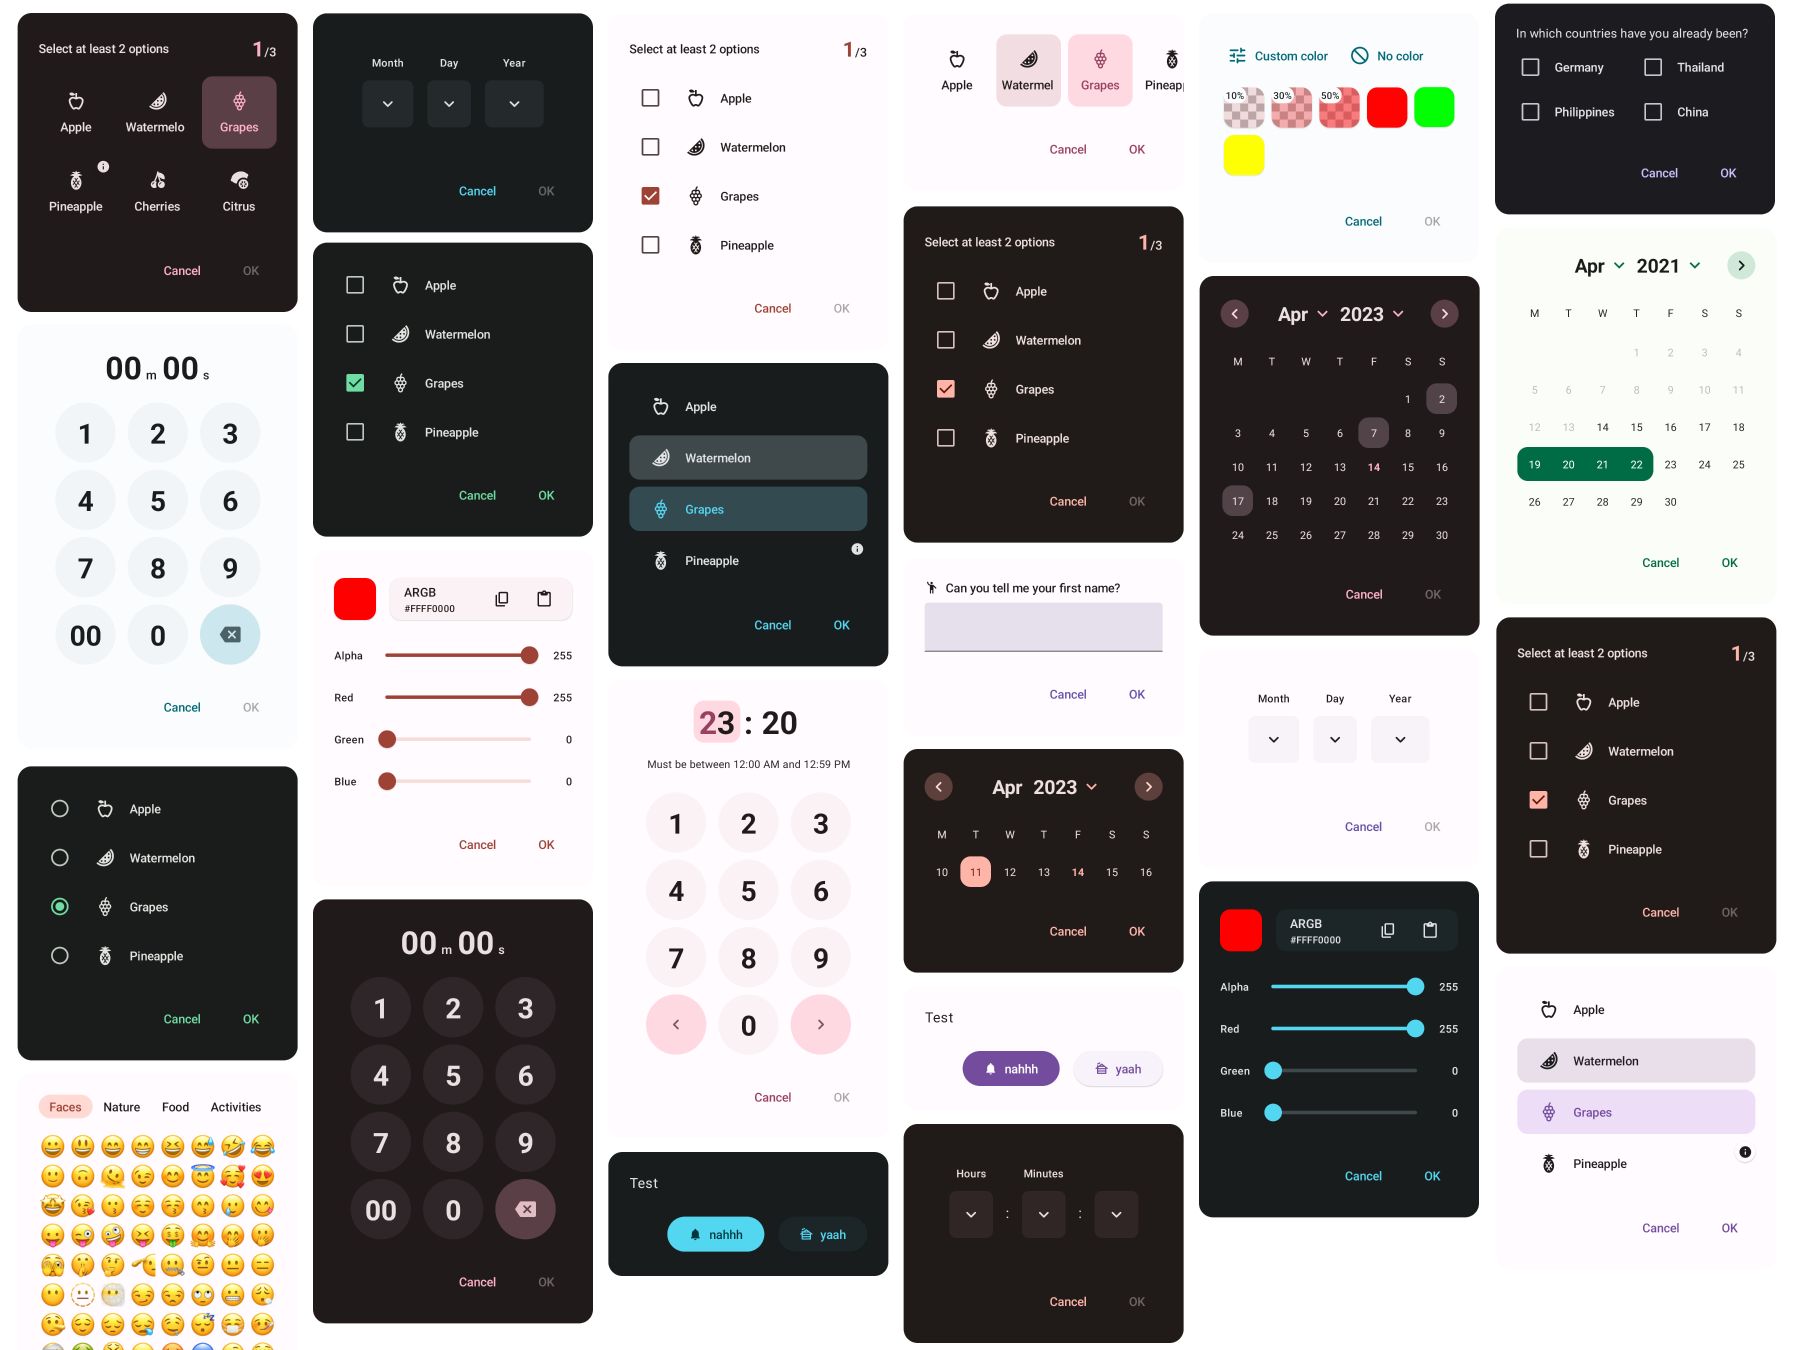 Select at least 2 options 1/3
Apple Watermelo Grapes
Pineapple Cherries Citrus
Cancel OK
00 m 00 s
1 2 3
4 5 6
7 8 9
00 0
Cancel OK
Apple
Watermelon
Grapes
Pineapple
Cancel OK
Faces Nature Food Activities
Month Day Year
Cancel OK
Apple
Watermelon
Grapes
Pineapple
Cancel OK
ARGB
#FFFF0000
Alpha 255
Red 255
Green 0
Blue 0
Cancel OK
00 m 00 s
1 2 3
4 5 6
7 8 9
00 0
Cancel OK
Select at least 2 options 1/3
Apple
Watermelon
Grapes
Pineapple
Cancel OK
Apple
Watermelon
Grapes
Pineapple
Cancel OK
23 : 20
Must be between 12:00 AM and 12:59 PM
1 2 3
4 5 6
7 8 9
0
Cancel OK
Test
nahhh yaah
Apple Watermel Grapes Pineap
Cancel OK
Select at least 2 options 1/3
Apple
Watermelon
Grapes
Pineapple
Cancel OK
Can you tell me your first name?
Cancel OK
Apr 2023
M T W T F S S
10 11 12 13 14 15 16
Cancel OK
Test
nahhh yaah
Hours Minutes
: :
Cancel OK
Custom color No color
10% 30% 50%
Cancel OK
Apr 2023
M T W T F S S
1 2
3 4 5 6 7 8 9
10 11 12 13 14 15 16
17 18 19 20 21 22 23
24 25 26 27 28 29 30
Cancel OK
Month Day Year
Cancel OK
ARGB
#FFFF0000
Alpha 255
Red 255
Green 0
Blue 0
Cancel OK
In which countries have you already been?
Germany Thailand
Philippines China
Cancel OK
Apr 2021
M T W T F S S
1 2 3 4
5 6 7 8 9 10 11
12 13 14 15 16 17 18
19 20 21 22 23 24 25
26 27 28 29 30
Cancel OK
Select at least 2 options 1/3
Apple
Watermelon
Grapes
Pineapple
Cancel OK
Apple
Watermelon
Grapes
Pineapple
Cancel OK